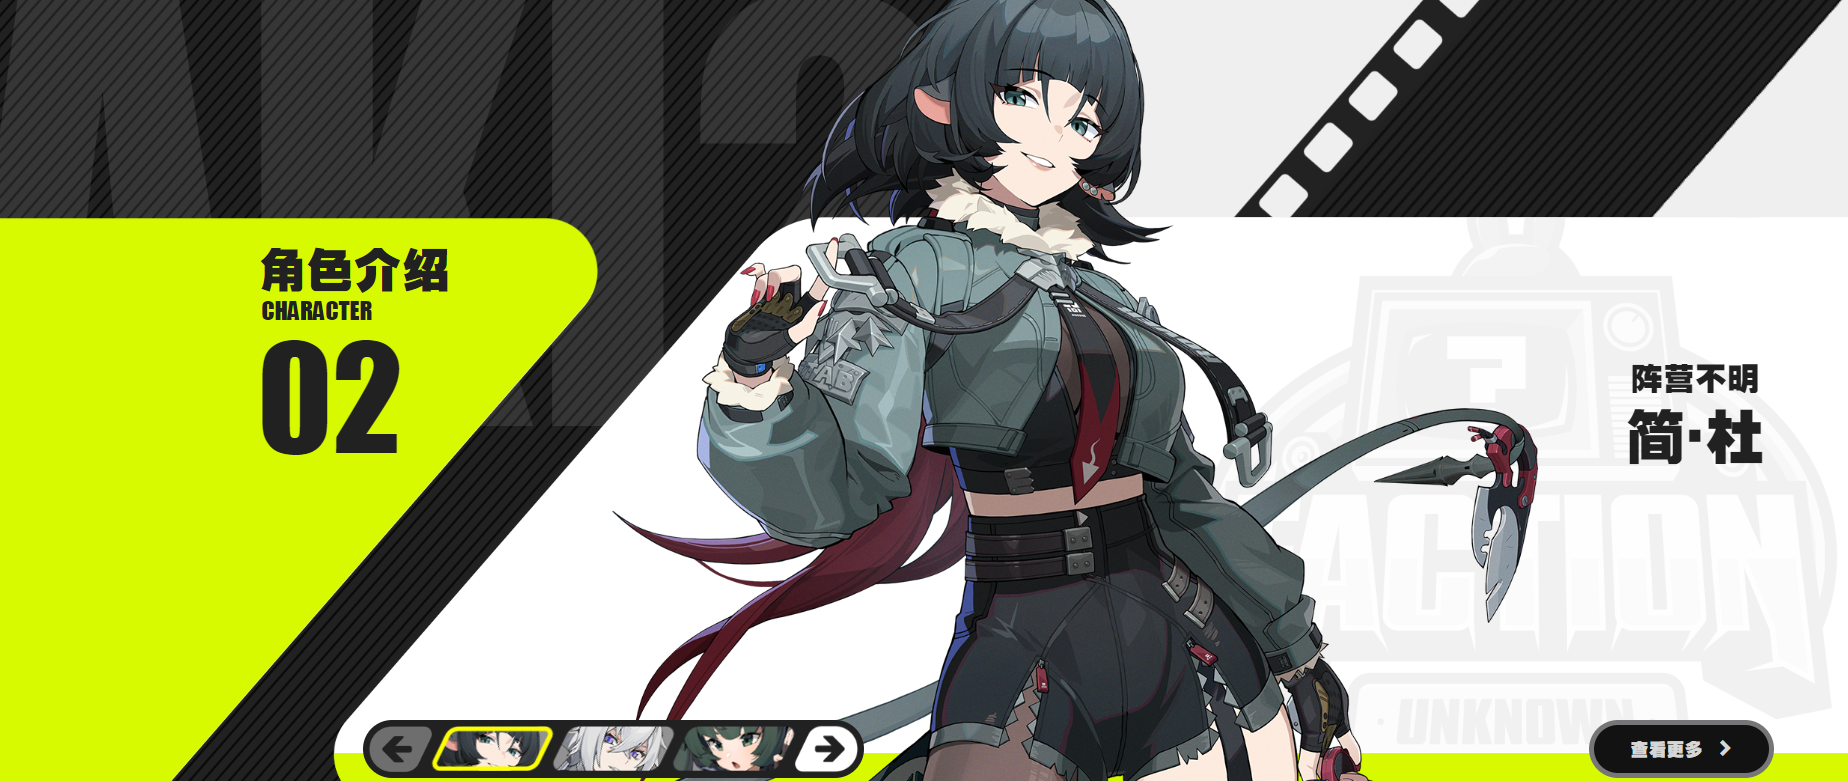 角色介绍
CHARACTER
02
阵营不明
简·杜
?
FACTION
UNKNOWN
查看更多